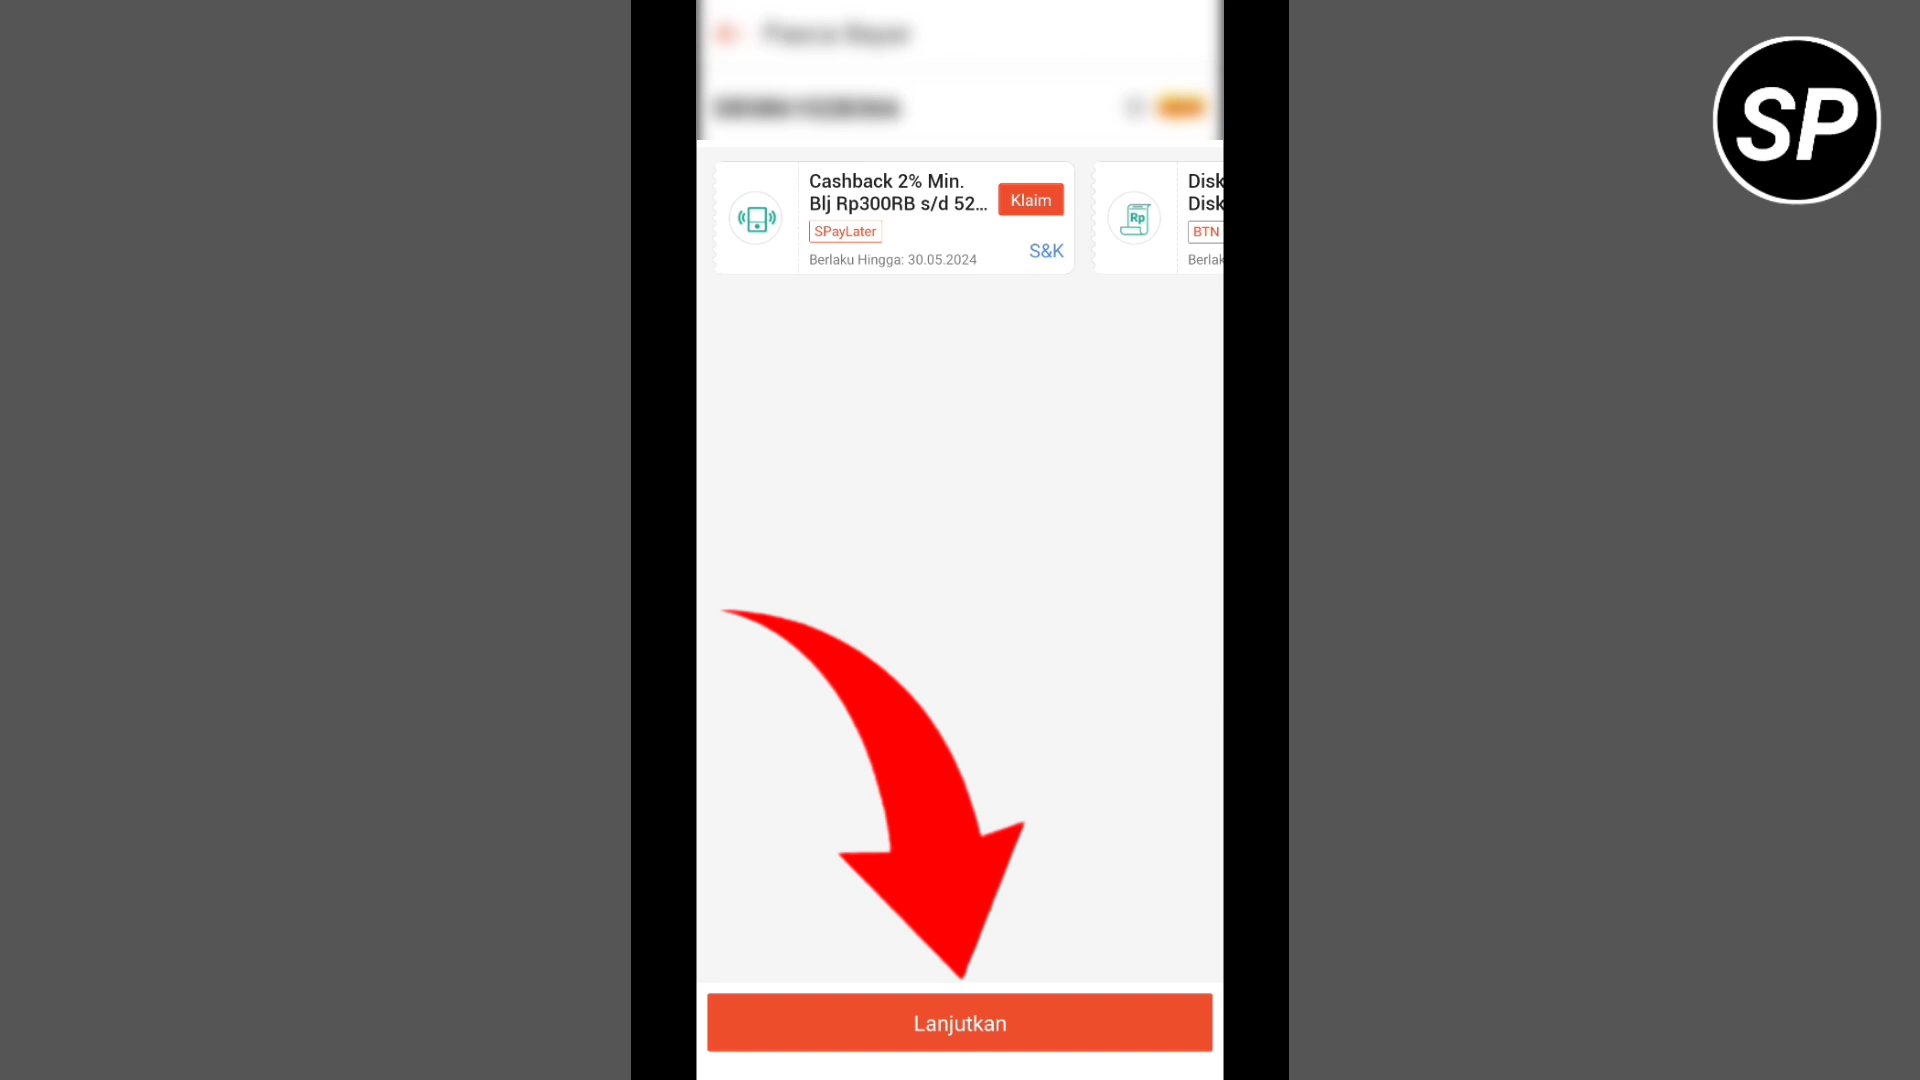 SP
Cashback 2% Min.
Blj Rp300RB s/d 52...
Klaim
SPayLater
S&K
Berlaku Hingga: 30.05.2024
Rp
Disk
Disk
BTN
Berlak
Lanjutkan